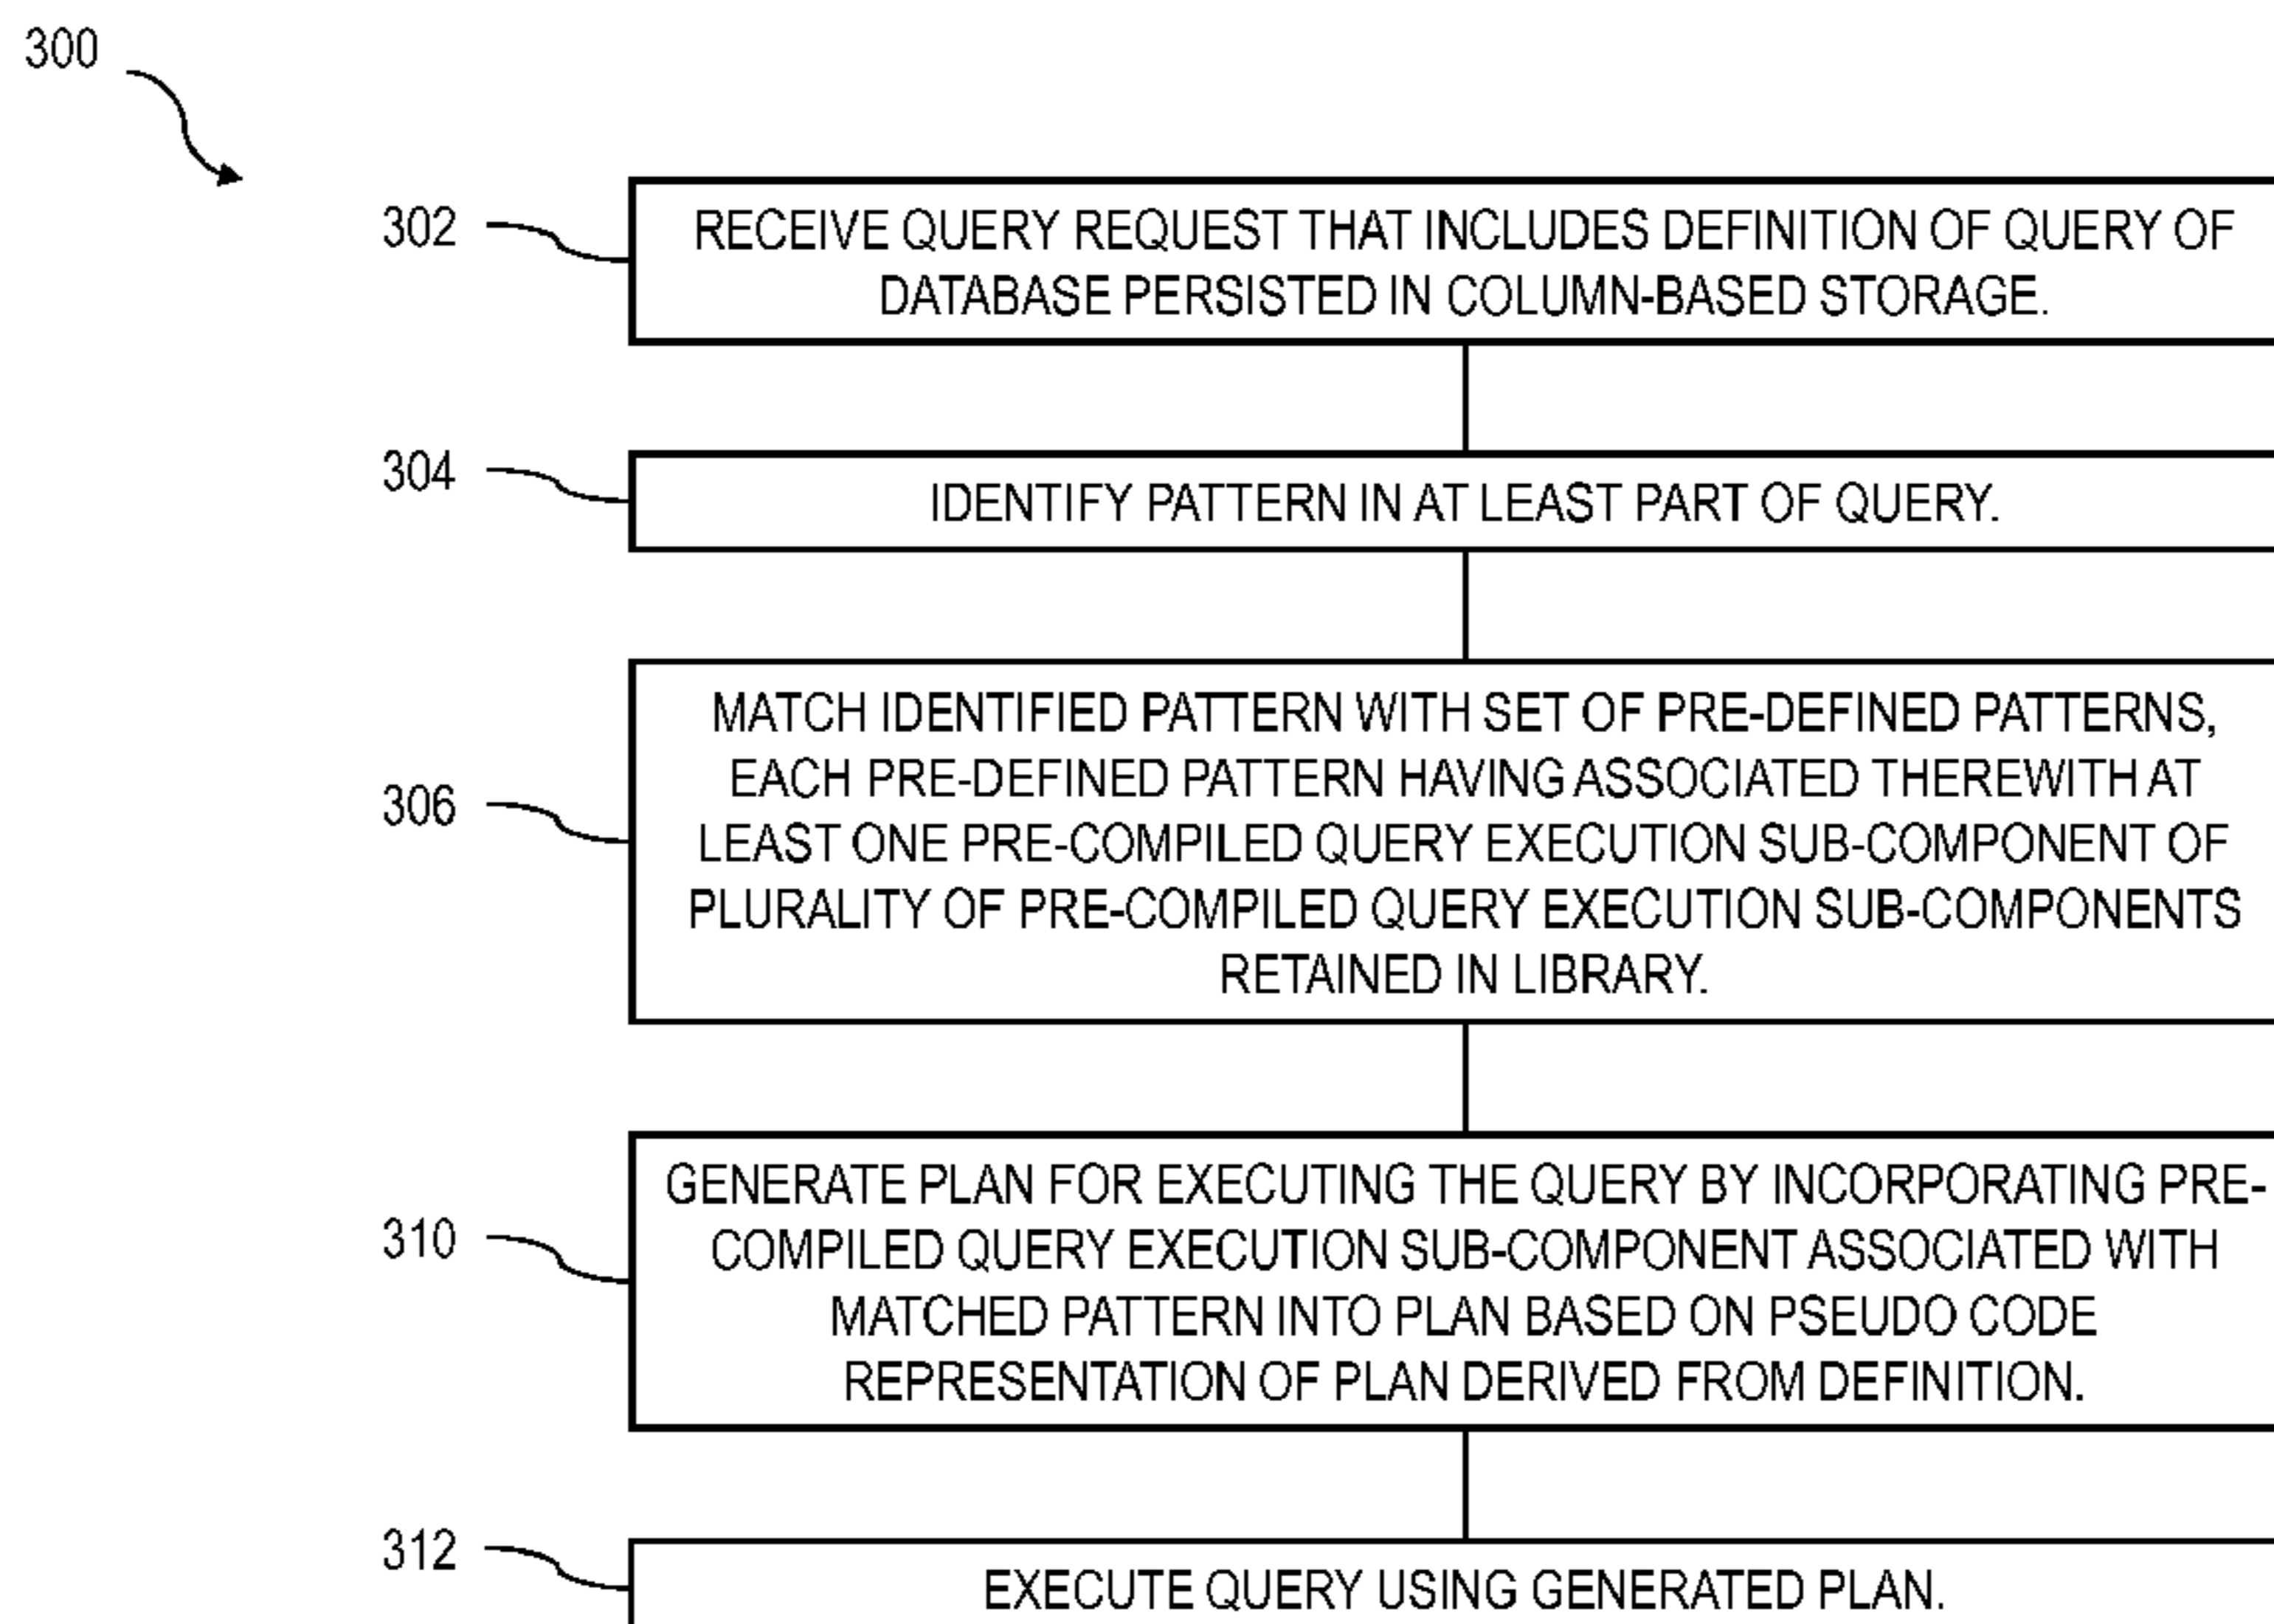 300
302
RECEIVE QUERY REQUEST THAT INCLUDES DEFINITION OF QUERY OF
DATABASE PERSISTED IN COLUMN-BASED STORAGE.
304
IDENTIFY PATTERN IN AT LEAST PART OF QUERY.
306
MATCH IDENTIFIED PATTERN WITH SET OF PRE-DEFINED PATTERNS,
EACH PRE-DEFINED PATTERN HAVING ASSOCIATED THEREWITH AT
LEAST ONE PRE-COMPILED QUERY EXECUTION SUB-COMPONENT OF
PLURALITY OF PRE-COMPILED QUERY EXECUTION SUB-COMPONENTS
RETAINED IN LIBRARY.
310
GENERATE PLAN FOR EXECUTING THE QUERY BY INCORPORATING PRE-
COMPILED QUERY EXECUTION SUB-COMPONENT ASSOCIATED WITH
MATCHED PATTERN INTO PLAN BASED ON PSEUDO CODE
REPRESENTATION OF PLAN DERIVED FROM DEFINITION.
312
EXECUTE QUERY USING GENERATED PLAN.